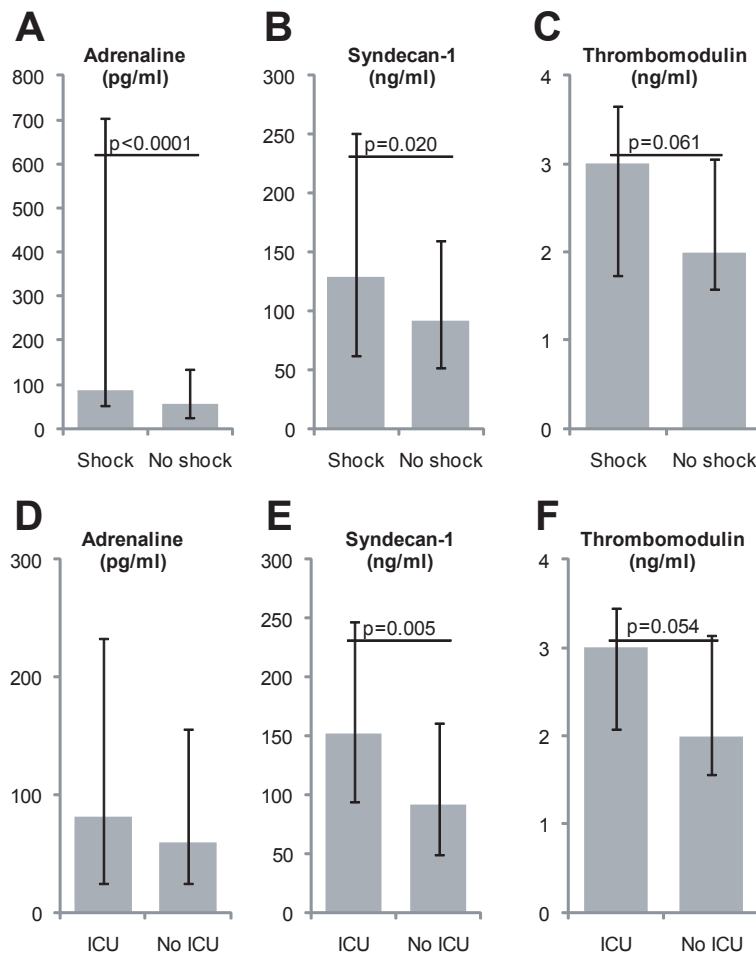 A
Adrenaline
(pg/ml)
800
700
600
500
400
300
200
100
0
p<0.0001
Shock No shock
B
Syndecan-1
(ng/ml)
300
250
200
150
100
50
0
p=0.020
Shock No shock
C
Thrombomodulin
(ng/ml)
4
3
2
1
0
p=0.061
Shock No shock
D
Adrenaline
(pg/ml)
300
200
100
0
ICU No ICU
E
Syndecan-1
(ng/ml)
300
250
200
150
100
50
0
p=0.005
ICU No ICU
F
Thrombomodulin
(ng/ml)
4
3
2
1
0
p=0.054
ICU No ICU